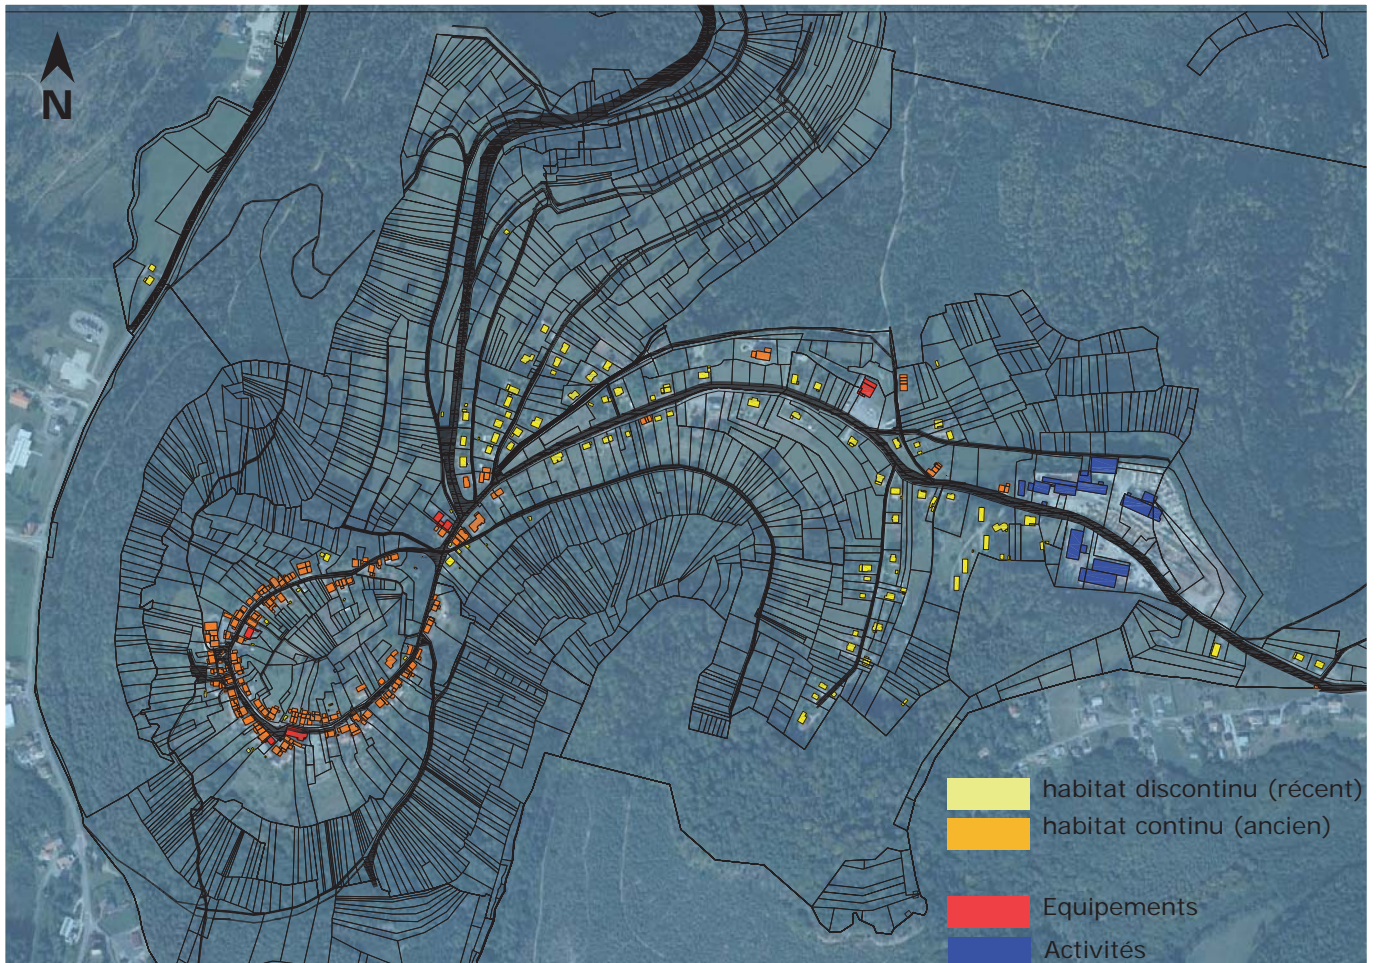 N
habitat discontinu (récent)
habitat continu (ancien)
Equipements
Activités